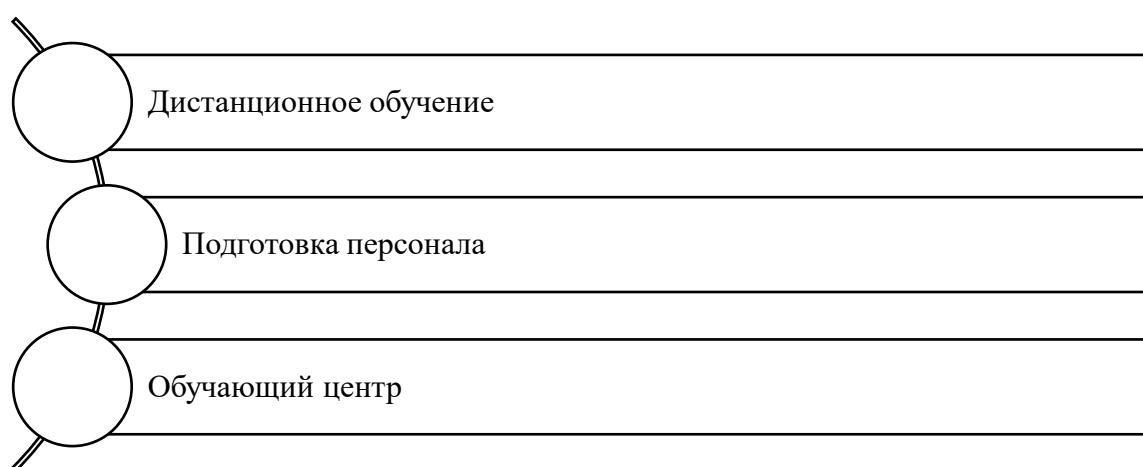 Дистанционное обучение
Подготовка персонала
Обучающий центр